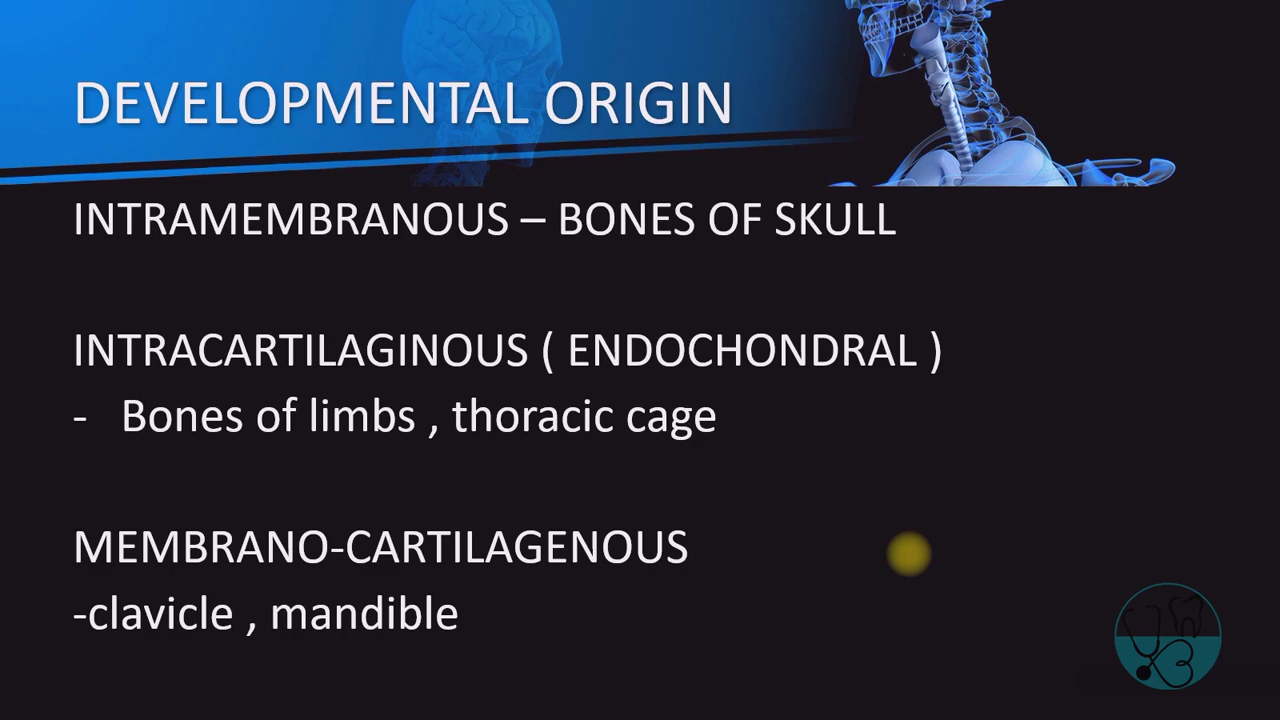 DEVELOPMENTAL ORIGIN
INTRAMEMBRANOUS – BONES OF SKULL
INTRACARTILAGINOUS ( ENDOCHONDRAL )
- Bones of limbs , thoracic cage
MEMBRANO-CARTILAGENOUS
-clavicle , mandible